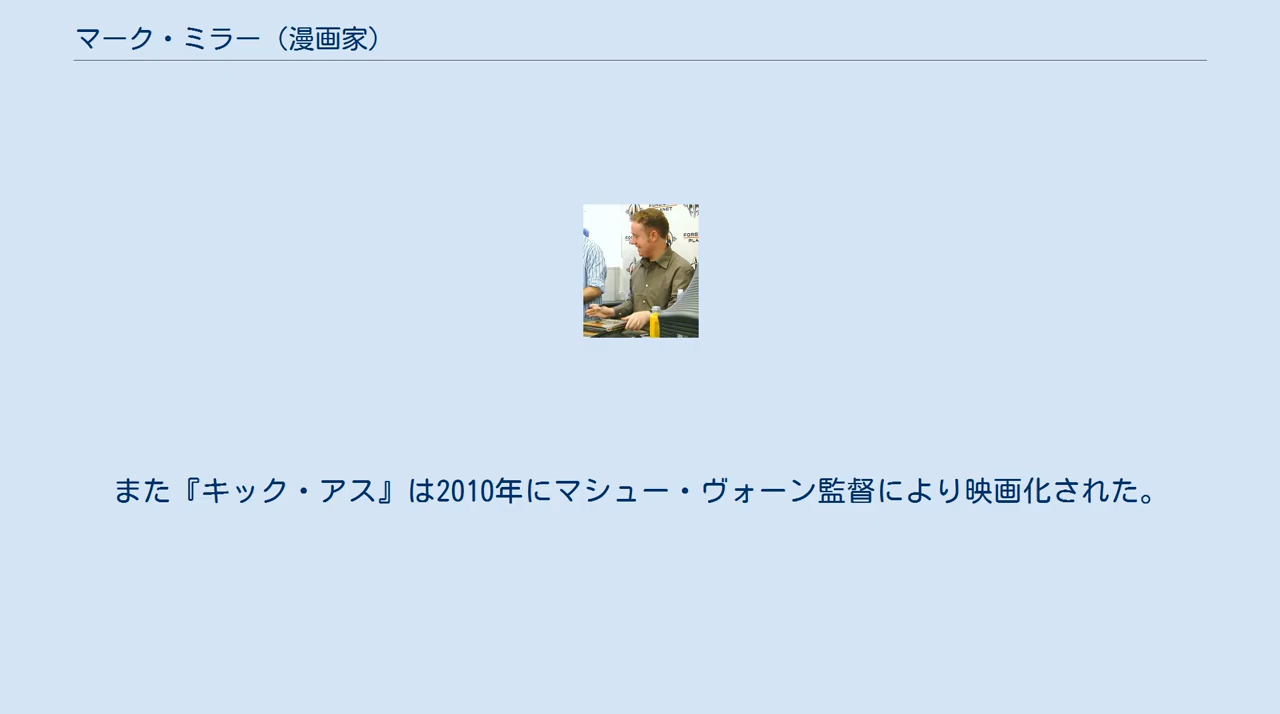 マーク・ミラー（漫画家）
FORB
PLA
また『キック・アス』は2010年にマシュー・ヴォーン監督により映画化された。